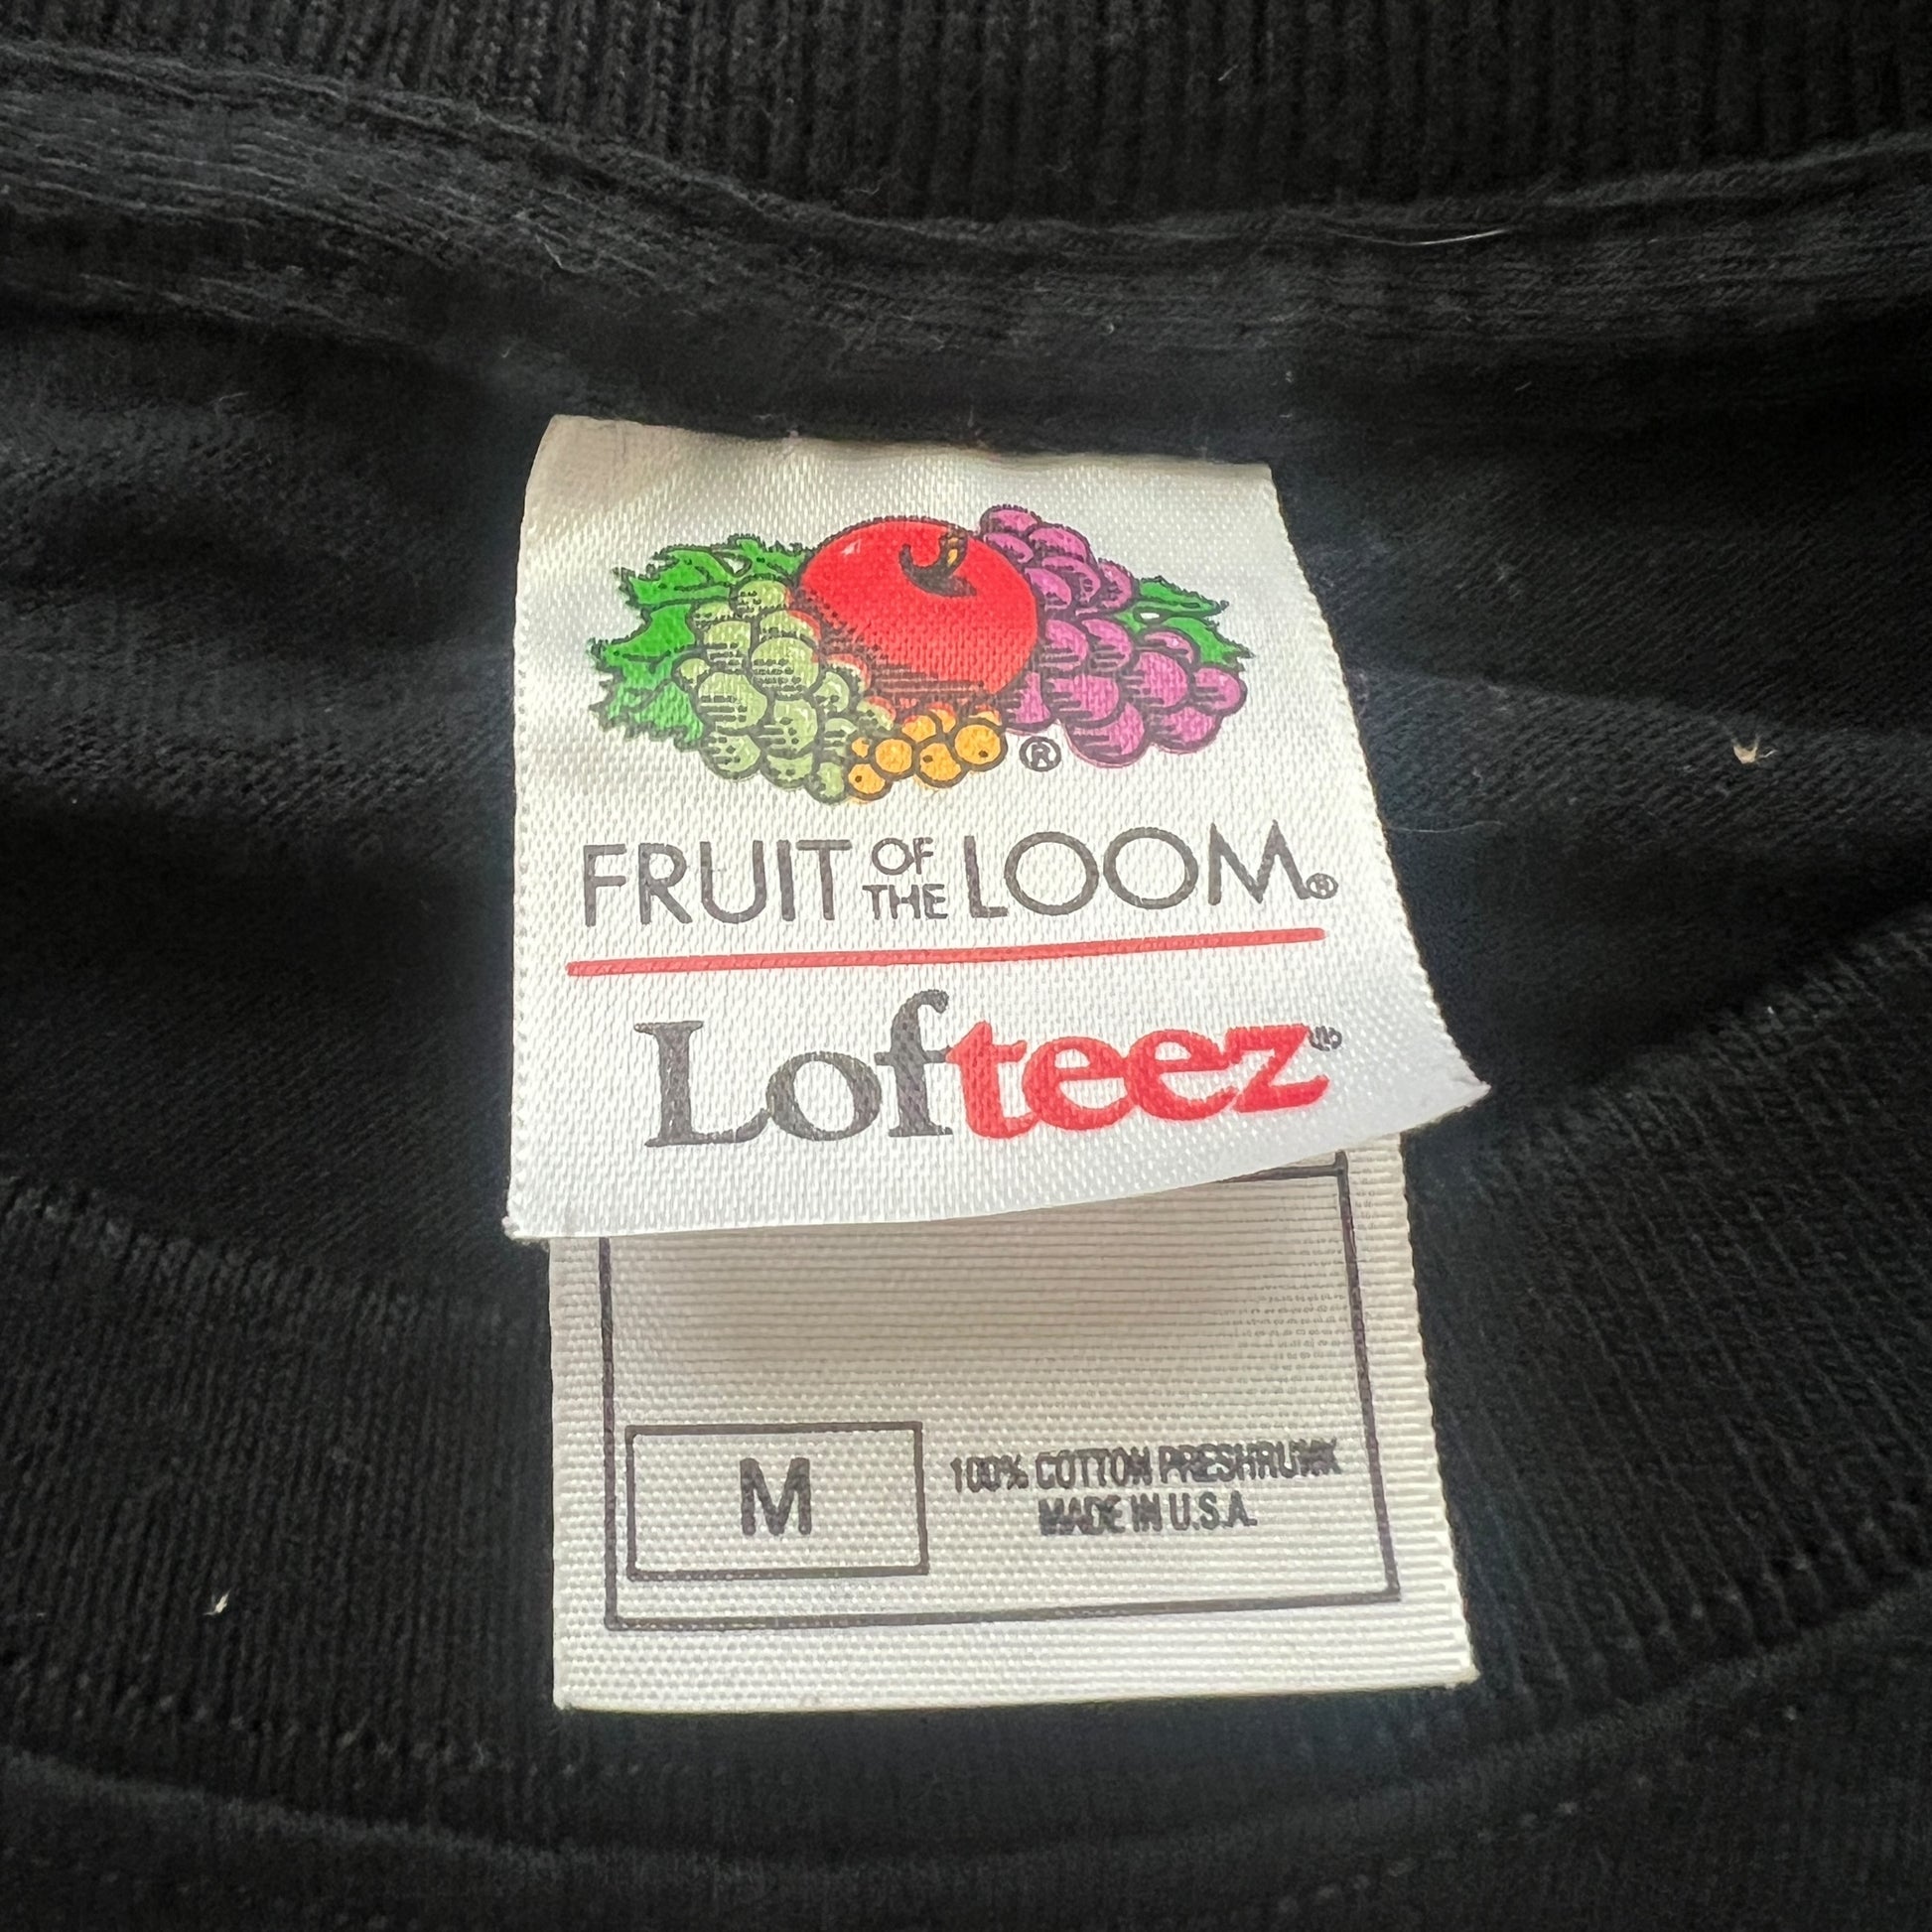 ®
FRUIT OF THE LOOM®
Lofteez®
M
100% COTTON PRESHRUNK
MADE IN U.S.A.